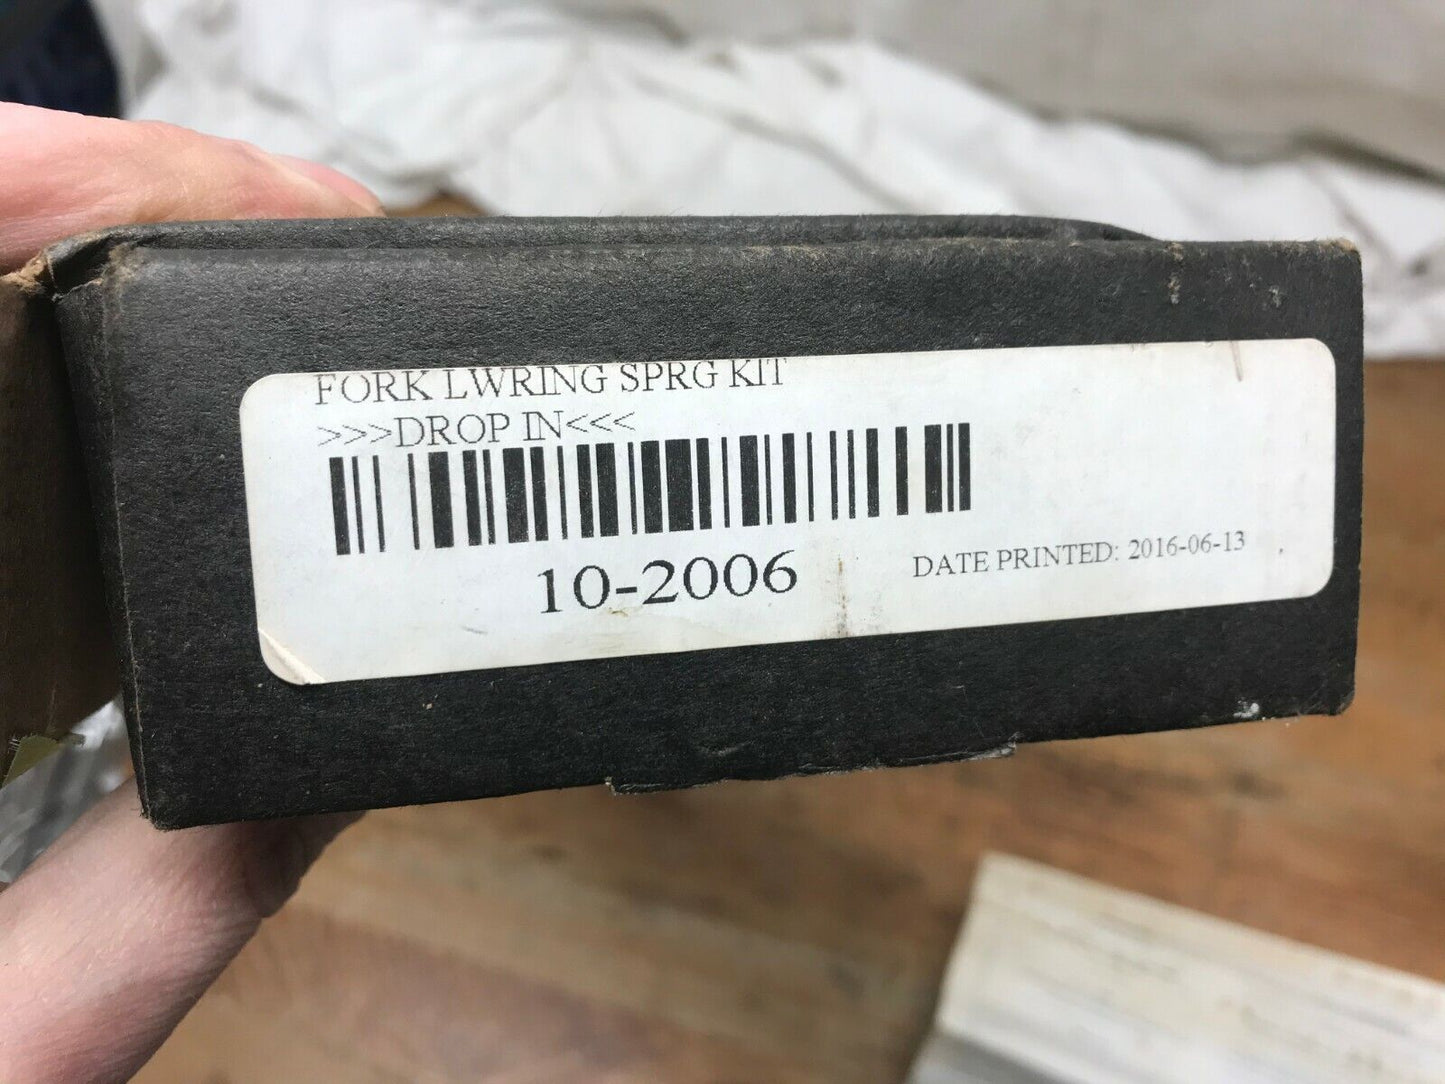 FORK LWRING SPRG KIT
>>>DROP IN<<<
10-2006
DATE PRINTED: 2016-06-13